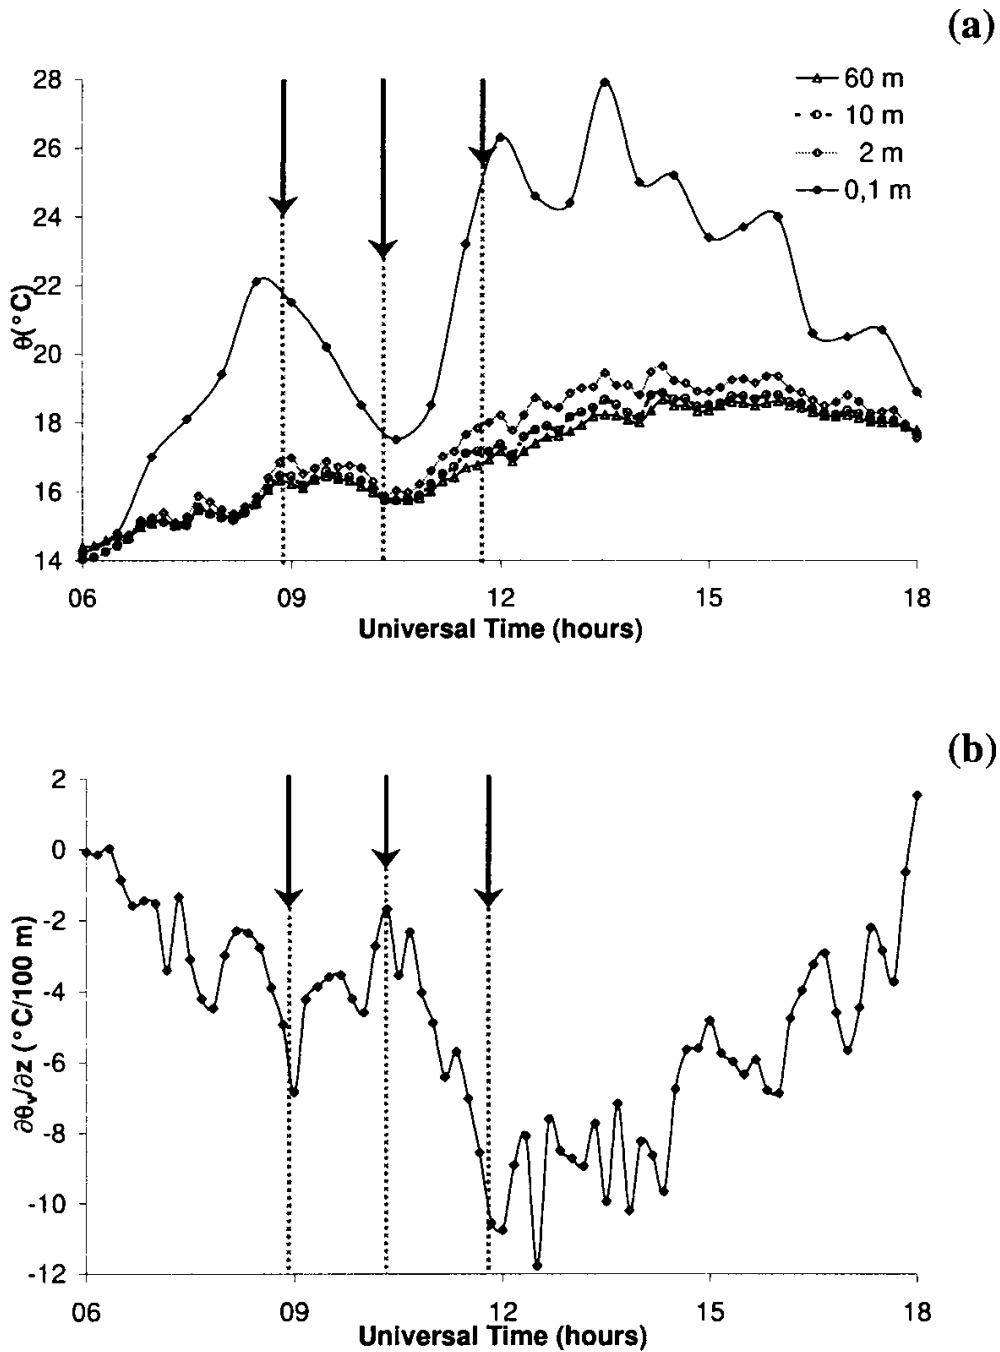 (a)
28
26
24
22
20
18
16
14
θ(°C)
60 m
10 m
2 m
0,1 m
06 09 12 15 18
Universal Time (hours)
(b)
2
0
-2
-4
-6
-8
-10
-12
∂θᵥ/∂z (°C/100 m)
06 09 12 15 18
Universal Time (hours)